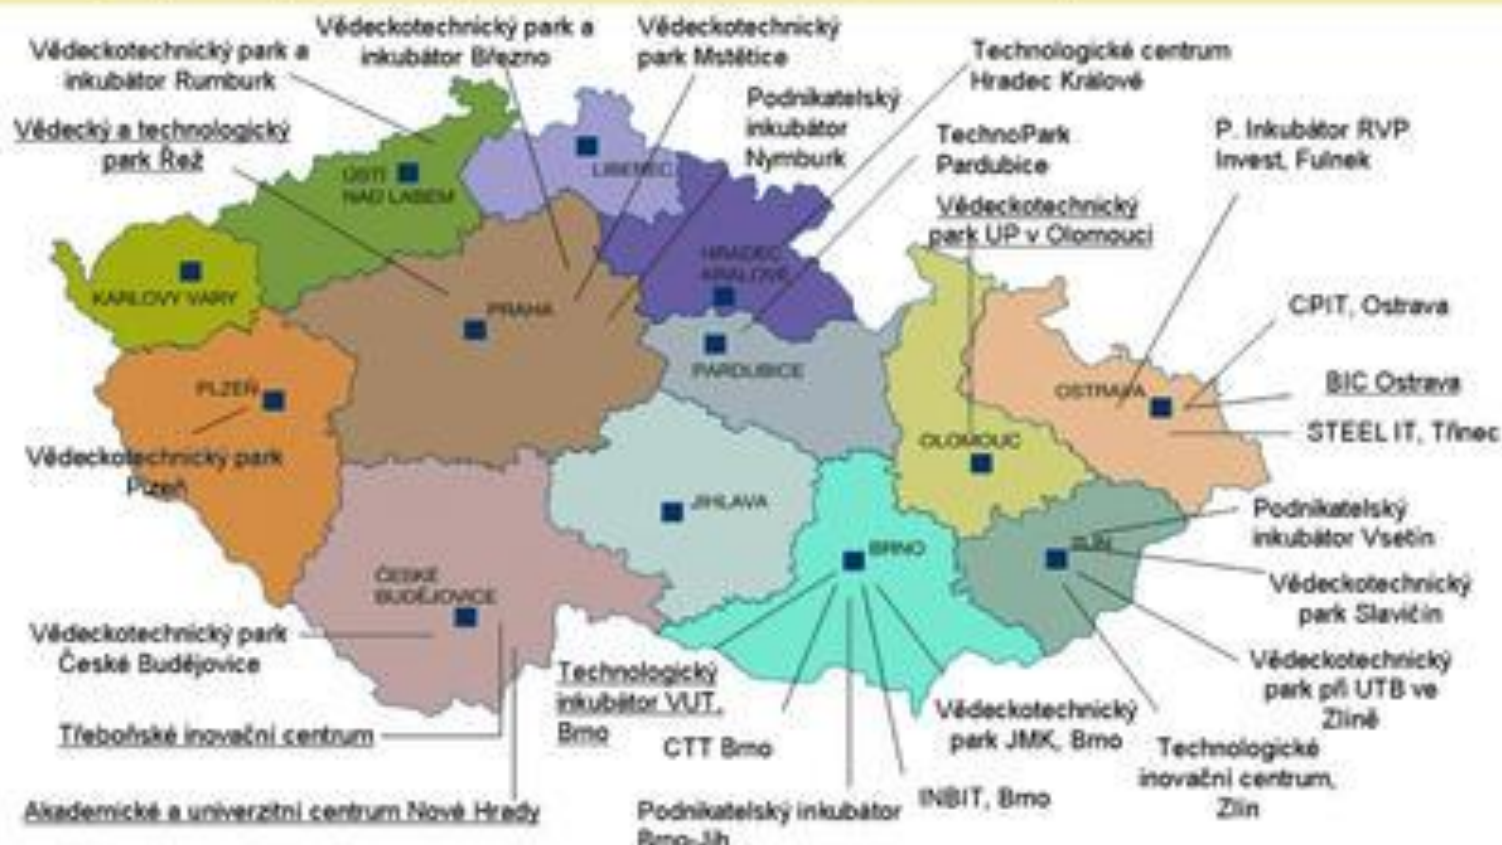 Vědeckotechnický park a
inkubátor Rumburk
Vědeckotechnický park a
inkubátor Březno
Vědeckotechnický
park Mstětice
Technologické centrum
Hradec Králové
Podnikatelský
inkubátor
Nymburk
TechnoPark
Pardubice
P. Inkubátor RVP
Invest, Fulnek
Vědecký a technologický
park Řež
Vědeckotechnický
park UP v Olomouci
ÚSTÍ
NAD LABEM
LIBEREC
HRADEC
KRÁLOVÉ
KARLOVY VARY
PRAHA
CPIT, Ostrava
PARDUBICE
PLZEŇ
OSTRAVA
BIC Ostrava
STEEL IT, Třinec
OLOMOUC
Vědeckotechnický park
Plzeň
JIHLAVA
BRNO
ZLÍN
Podnikatelský
inkubátor Vsetín
ČESKÉ
BUDĚJOVICE
Vědeckotechnický
park Slavičín
Vědeckotechnický park
České Budějovice
Vědeckotechnický
park při UTB ve
Zlíně
Technologický
inkubátor VUT,
Brno
Třeboňské inovační centrum
CTT Brno
Vědeckotechnický
park JMK, Brno
Technologické
inovační centrum,
Zlín
Akademické a univerzitní centrum Nové Hrady
Podnikatelský inkubátor
Brno-Jih
INBIT, Brno